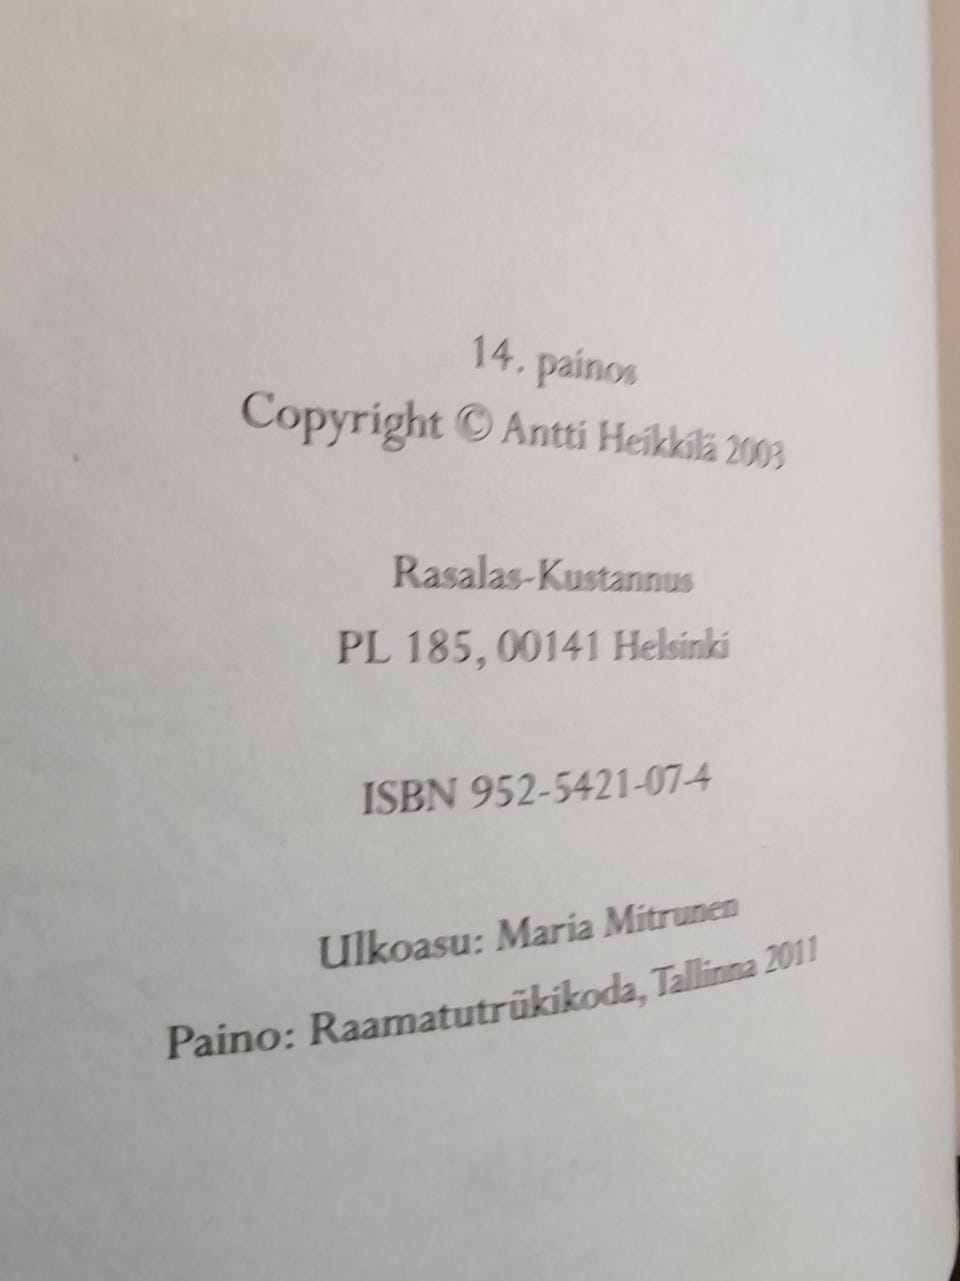 14. painos
Copyright © Antti Heikkilä 2003
Rasalas-Kustannus
PL 185, 00141 Helsinki
ISBN 952-5421-07-4
Ulkoasu: Maria Mitrunen
Paino: Raamatutrükikoda, Tallinna 2011